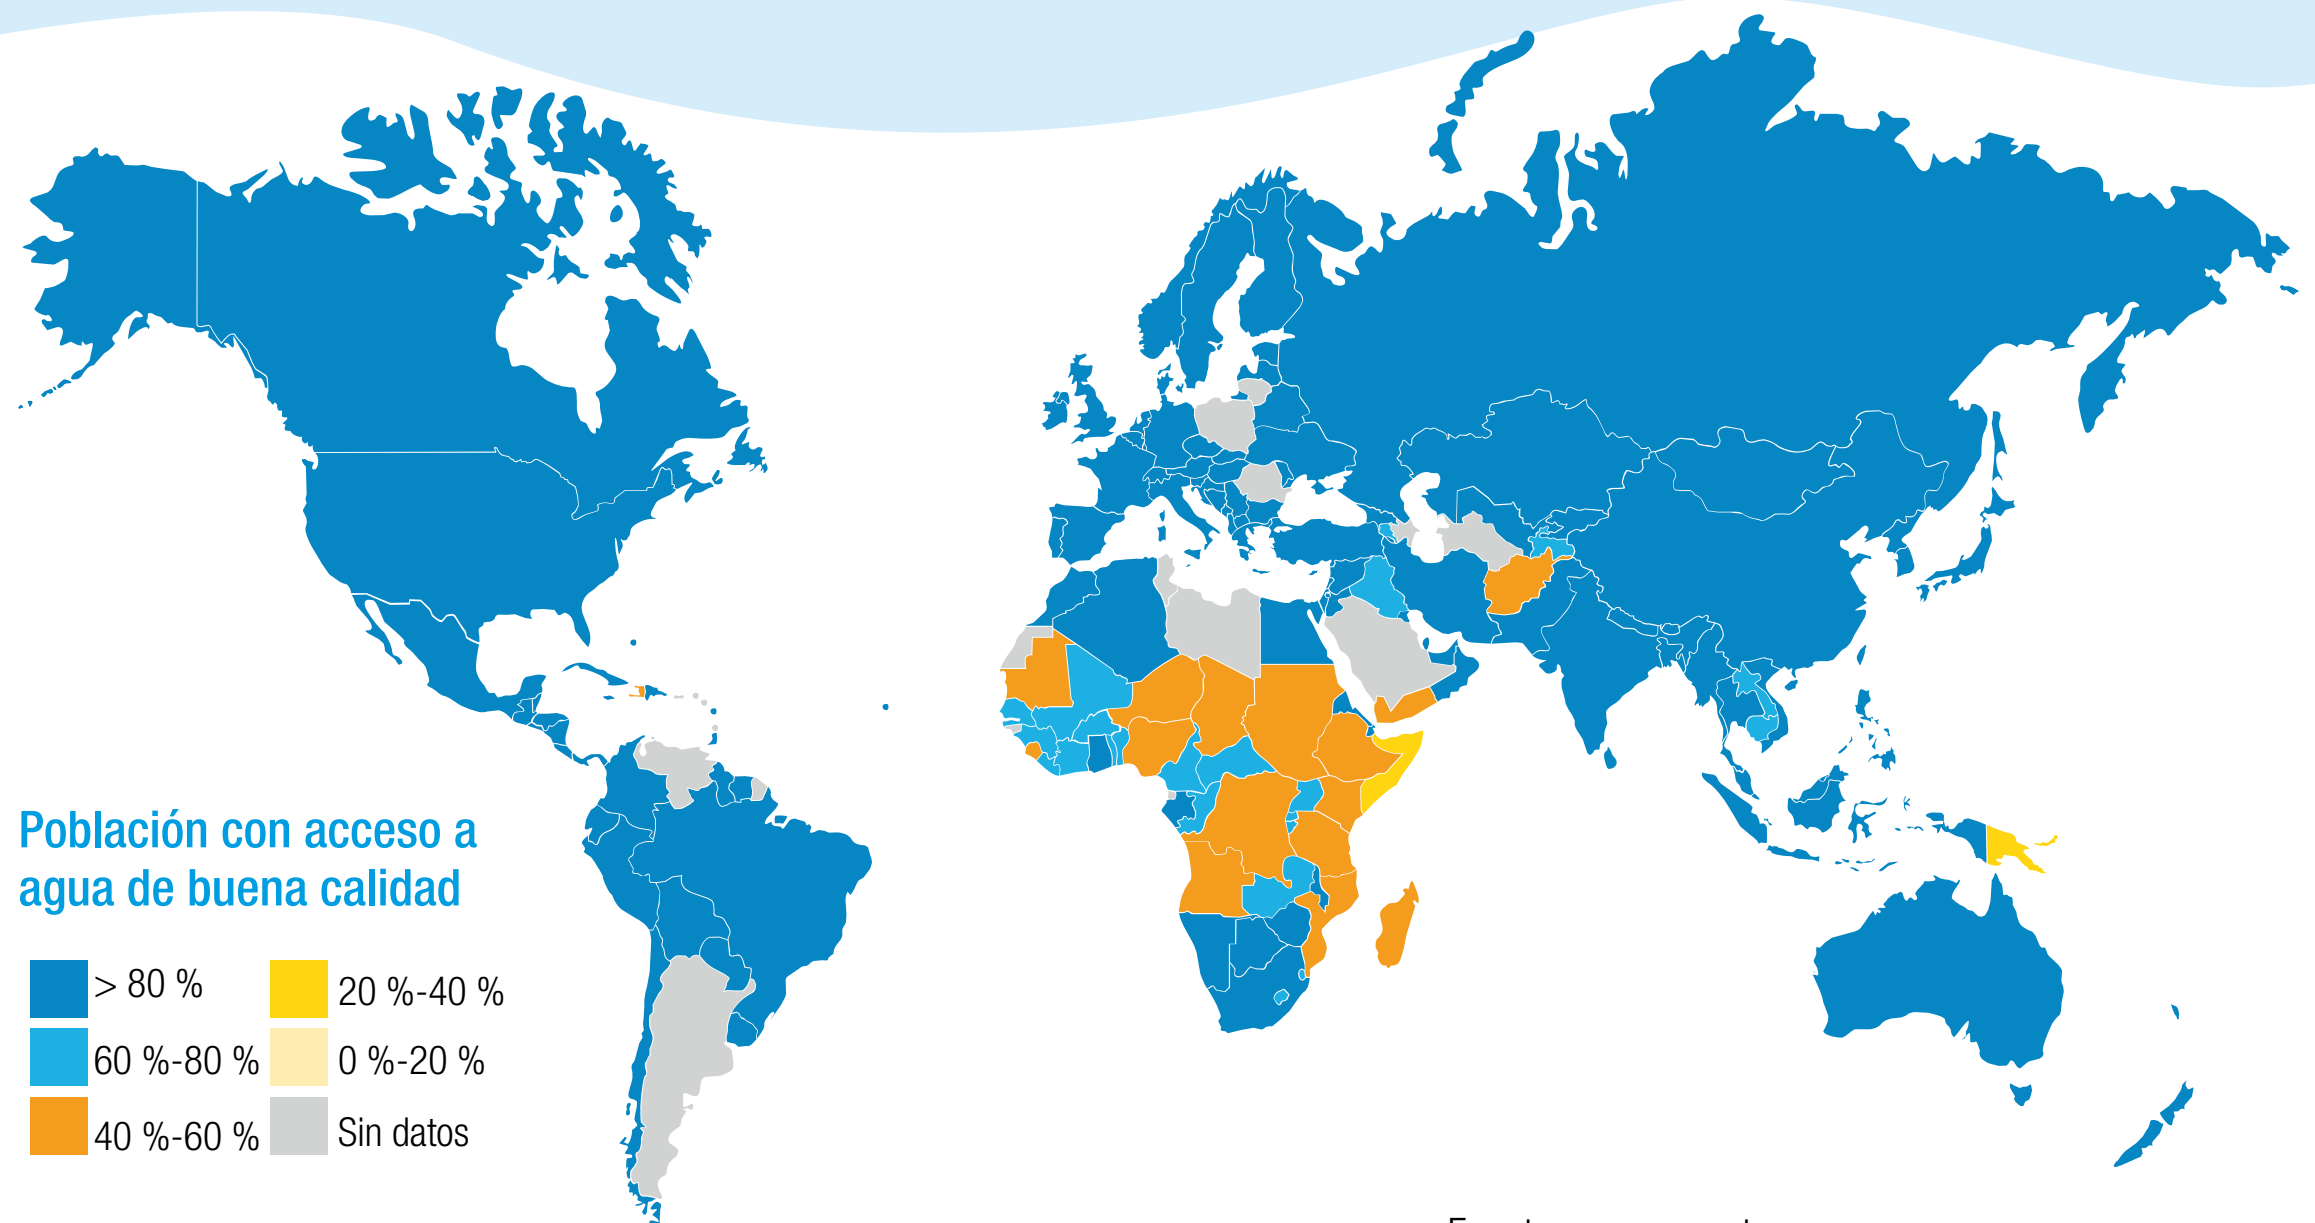 Población con acceso a
agua de buena calidad
> 80 %
60 %-80 %
40 %-60 %
20 %-40 %
0 %-20 %
Sin datos